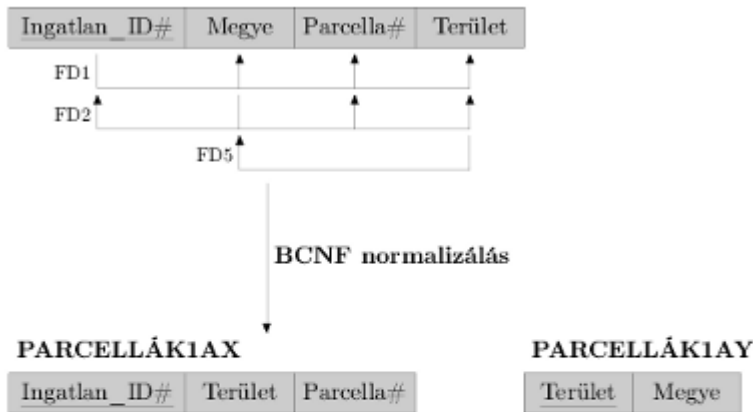 Ingatlan_ID# Megye Parcella# Terület
FD1
FD2
FD5
BCNF normalizálás
PARCELLÁK1AX PARCELLÁK1AY
Ingatlan_ID# Terület Parcella# Terület Megye